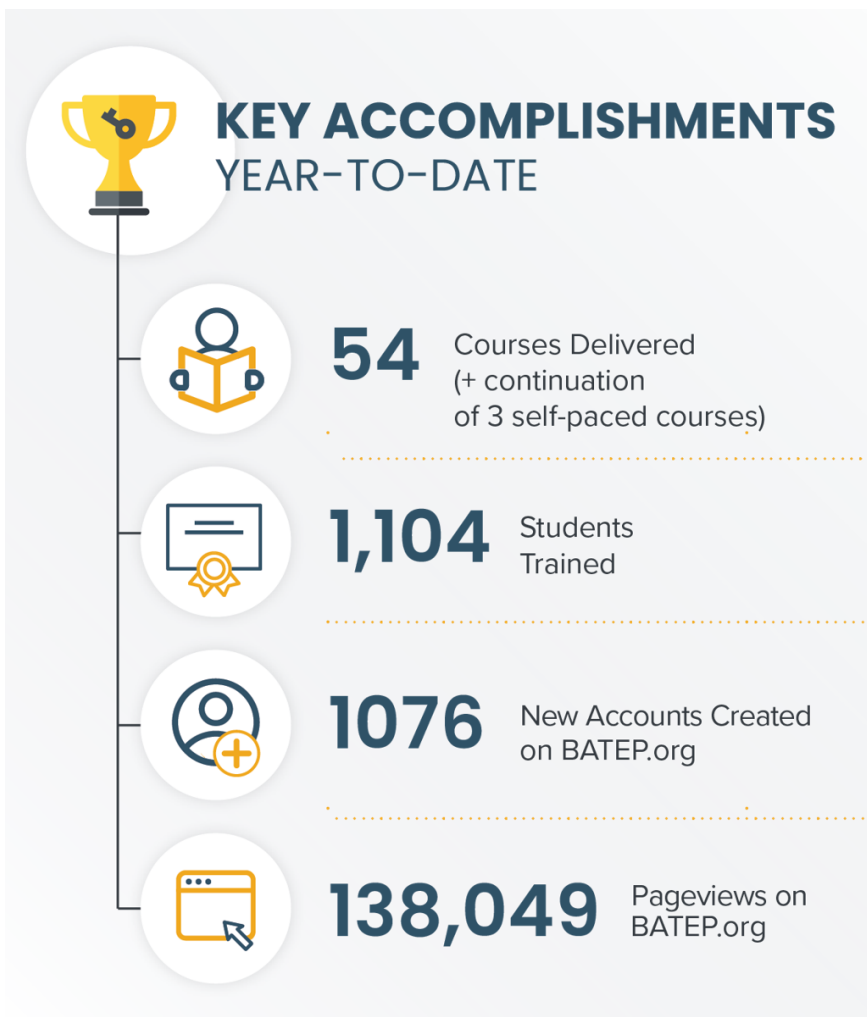 KEY ACCOMPLISHMENTS
YEAR-TO-DATE
54
Courses Delivered
(+ continuation
of 3 self-paced courses)
1,104
Students
Trained
1076
New Accounts Created
on BATEP.org
138,049
Pageviews on
BATEP.org